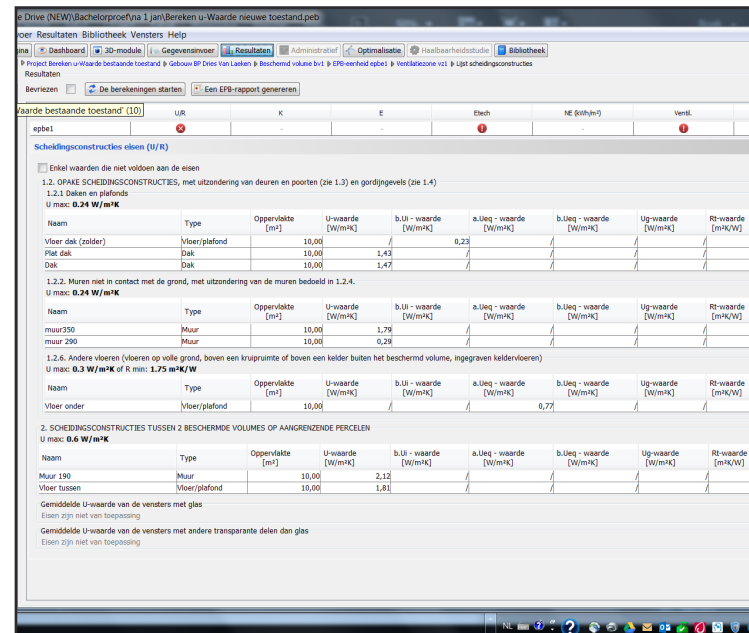 e Drive (NEW)\Bachelorproef\na 1 jan\Bereken u-Waarde nieuwe toestand.peb
voer Resultaten Bibliotheek Vensters Help
gina Dashboard 3D-module Gegevensinvoer Resultaten Administratief Optimalisatie Haalbaarheidsstudie Bibliotheek
Project Bereken u-Waarde bestaande toestand Gebouw BP Dries Van Laeken Beschermd volume bv1 EPB-eenheid epbe1 Ventilatiezone vz1 Lijst scheidingsconstructies
Resultaten
Bevriezen De berekeningen starten Een EPB-rapport genereren
Waarde bestaande toestand' (10) U/R K E Etech NE (kWh/m²) Ventil.
epbe1 - - -
Scheidingsconstructies eisen (U/R)
Enkel waarden die niet voldoen aan de eisen
1.2. OPAKE SCHEIDINGSCONSTRUCTIES, met uitzondering van deuren en poorten (zie 1.3) en gordijngevels (zie 1.4)
1.2.1 Daken en plafonds
U max: 0.24 W/m²K
Naam Type Oppervlakte [m²] U-waarde [W/m²K] b.Ui - waarde [W/m²K] a.Ueq - waarde [W/m²K] b.Ueq - waarde [W/m²K] Ug-waarde [W/m²K] Rt-waarde [m²K/W]
Vloer dak (zolder) Vloer/plafond 10,00 / 0,23 / / /
Plat dak Dak 10,00 1,43 / / / /
Dak Dak 10,00 1,47 / / / /
1.2.2. Muren niet in contact met de grond, met uitzondering van de muren bedoeld in 1.2.4.
U max: 0.24 W/m²K
Naam Type Oppervlakte [m²] U-waarde [W/m²K] b.Ui - waarde [W/m²K] a.Ueq - waarde [W/m²K] b.Ueq - waarde [W/m²K] Ug-waarde [W/m²K] Rt-waarde [m²K/W]
muur350 Muur 10,00 1,79 / / / /
muur 290 Muur 10,00 0,29 / / / /
1.2.6. Andere vloeren (vloeren op volle grond, boven een kruipruimte of boven een kelder buiten het beschermd volume, ingegraven keldervloeren)
U max: 0.3 W/m²K of R min: 1.75 m²K/W
Naam Type Oppervlakte [m²] U-waarde [W/m²K] b.Ui - waarde [W/m²K] a.Ueq - waarde [W/m²K] b.Ueq - waarde [W/m²K] Ug-waarde [W/m²K] Rt-waarde [m²K/W]
Vloer onder Vloer/plafond 10,00 / / 0,77 / /
2. SCHEIDINGSCONSTRUCTIES TUSSEN 2 BESCHERMDE VOLUMES OP AANGRENZENDE PERCELEN
U max: 0.6 W/m²K
Naam Type Oppervlakte [m²] U-waarde [W/m²K] b.Ui - waarde [W/m²K] a.Ueq - waarde [W/m²K] b.Ueq - waarde [W/m²K] Ug-waarde [W/m²K] Rt-waarde [m²K/W]
Muur 190 Muur 10,00 2,12 / / / /
Vloer tussen Vloer/plafond 10,00 1,81 / / / /
Gemiddelde U-waarde van de vensters met glas
Eisen zijn niet van toepassing
Gemiddelde U-waarde van de vensters met andere transparante delen dan glas
Eisen zijn niet van toepassing
NL